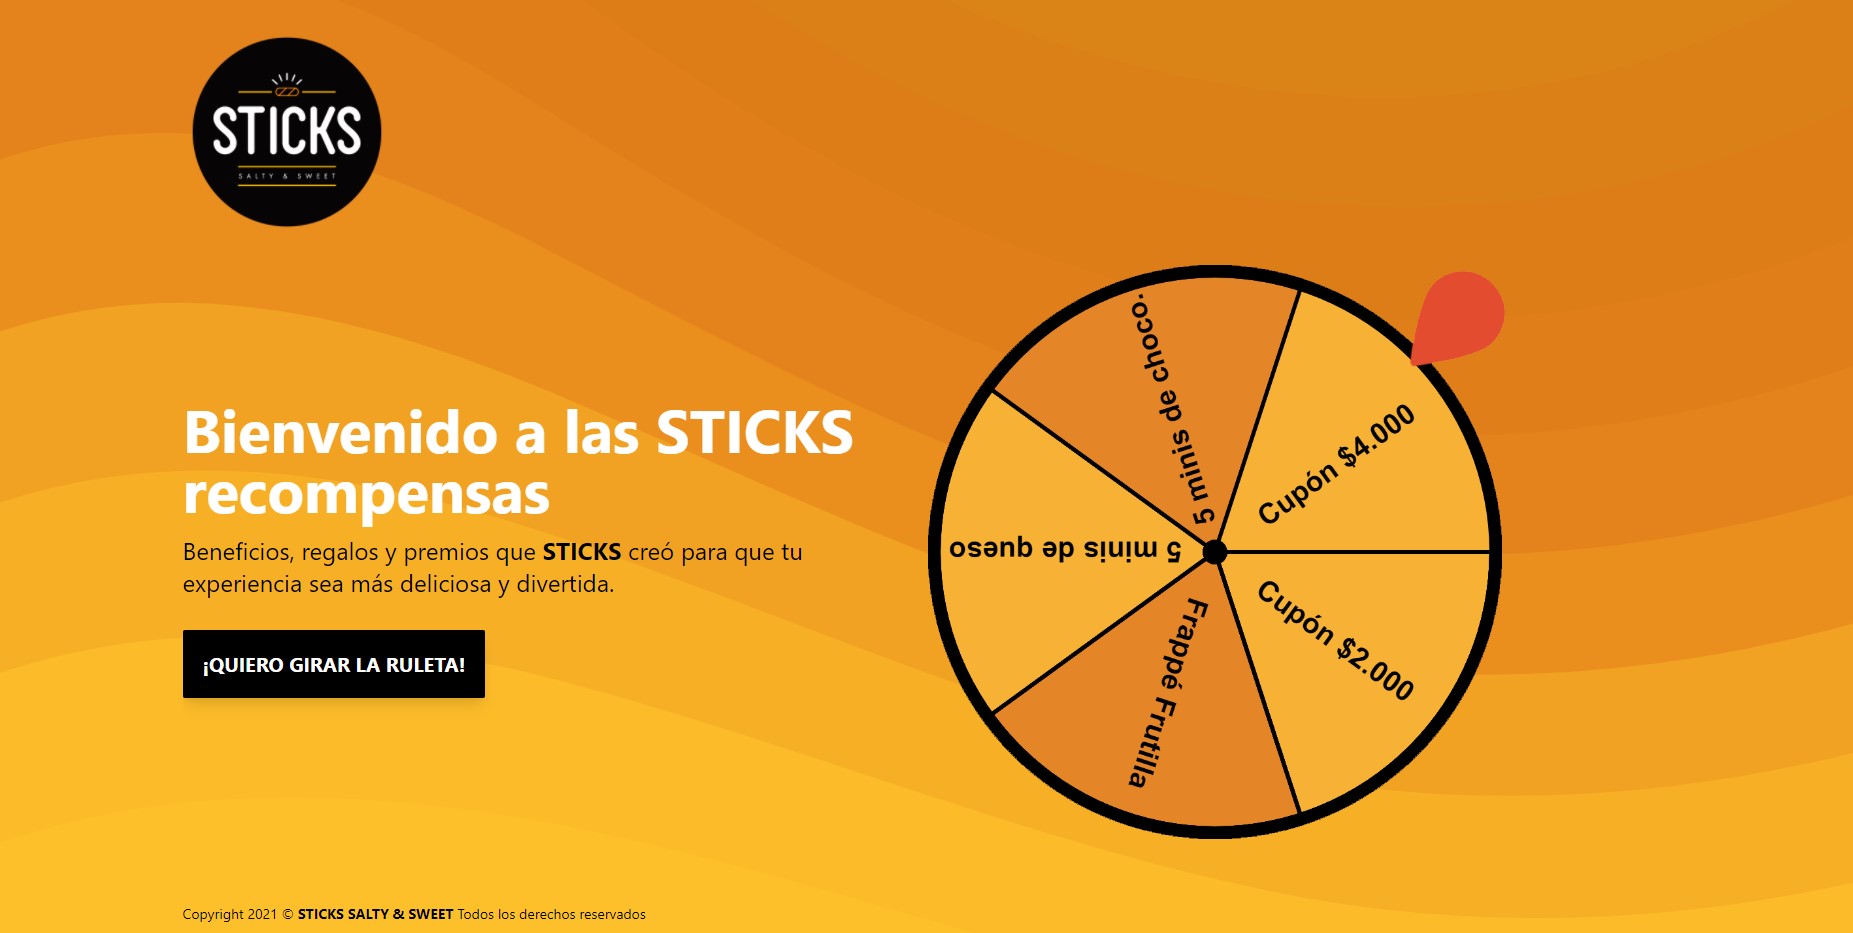 STICKS
SALTY & SWEET
Bienvenido a las STICKS
recompensas
Beneficios, regalos y premios que STICKS creó para que tu
experiencia sea más deliciosa y divertida.
¡QUIERO GIRAR LA RULETA!
5 minis de choco.
Cupón $4.000
5 minis de queso
Cupón $2.000
Frappé Frutilla
Copyright 2021 © STICKS SALTY & SWEET Todos los derechos reservados